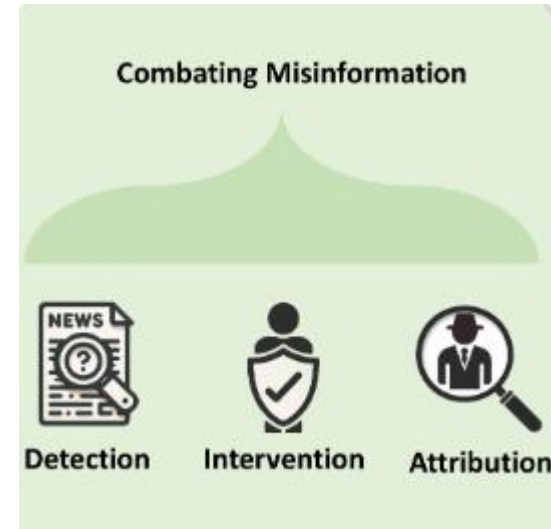 Combating Misinformation
NEWS
?
Detection Intervention Attribution